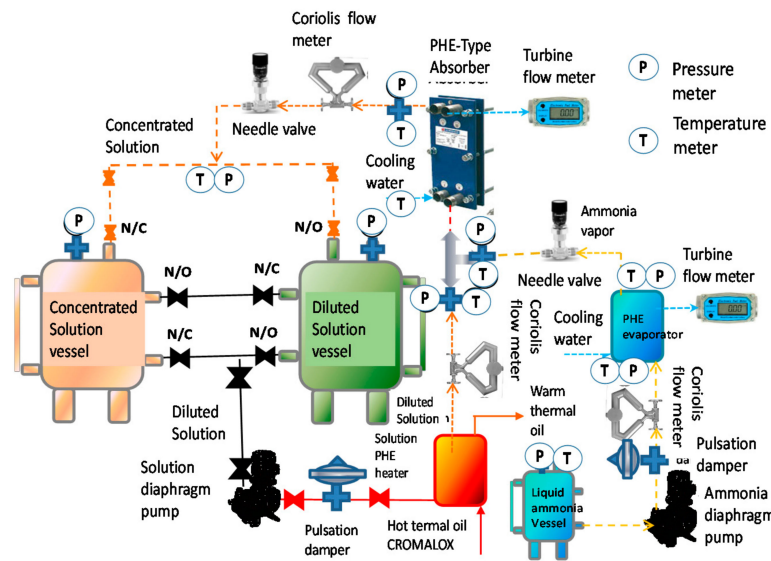 Coriolis flow
meter
PHE-Type
Absorber
Turbine
flow meter
P
Pressure
meter
T
Temperature
meter
P
T
Needle valve
Concentrated
Solution
T P
Cooling
water
T
N/C
N/O
P
P
Ammonia
vapor
Needle valve
P
T
P
T
T P
Turbine
flow meter
N/O
N/C
Concentrated
Solution
vessel
Diluted
Solution
vessel
N/C
N/O
Coriolis
flow meter
Cooling
water
PHE
evaporator
T P
Coriolis
flow meter
Diluted
Solution
Diluted
Solution
Warm
thermal
oil
Solution
PHE
heater
Solution
diaphragm
pump
Pulsation
damper
Hot termal oil
CROMALOX
P T
Liquid
ammonia
Vessel
Pulsation
damper
Ammonia
diaphragm
pump